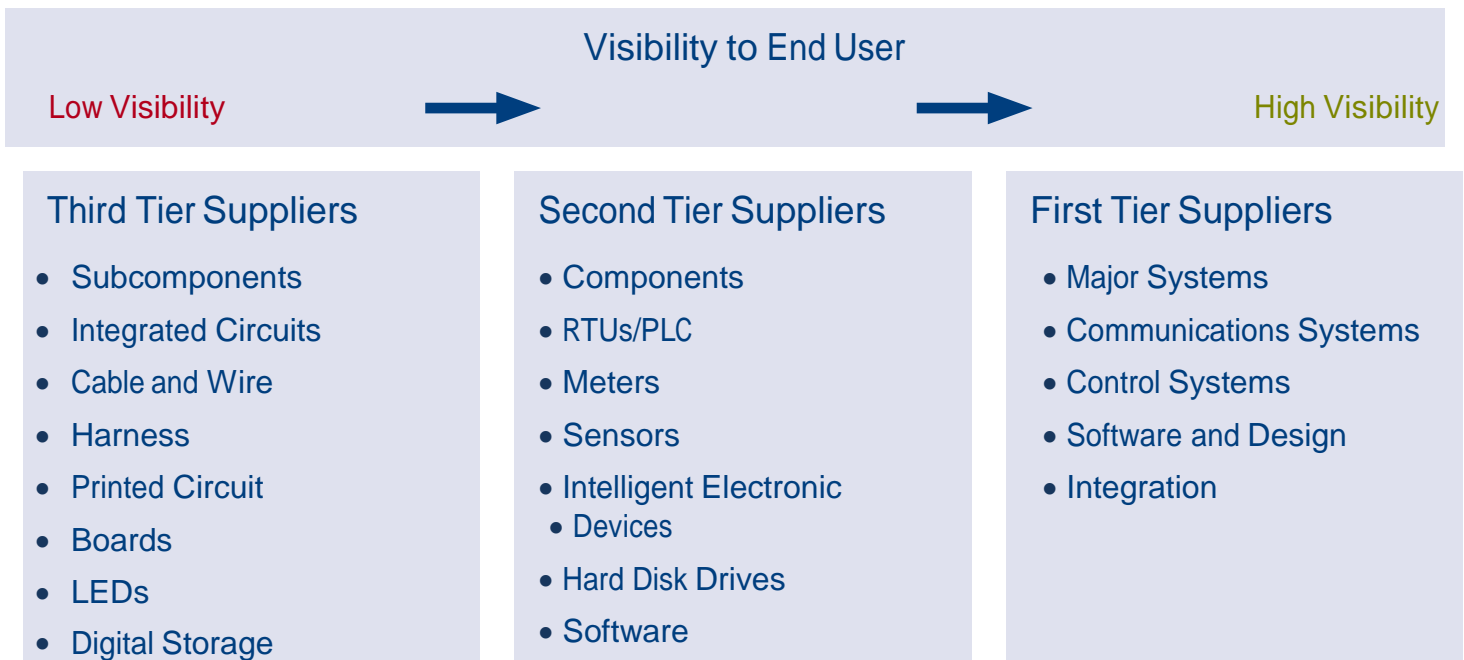 Visibility to End User
Low Visibility
High Visibility
Third Tier Suppliers
• Subcomponents
• Integrated Circuits
• Cable and Wire
• Harness
• Printed Circuit
• Boards
• LEDs
• Digital Storage
Second Tier Suppliers
• Components
• RTUs/PLC
• Meters
• Sensors
• Intelligent Electronic
• Devices
• Hard Disk Drives
• Software
First Tier Suppliers
• Major Systems
• Communications Systems
• Control Systems
• Software and Design
• Integration